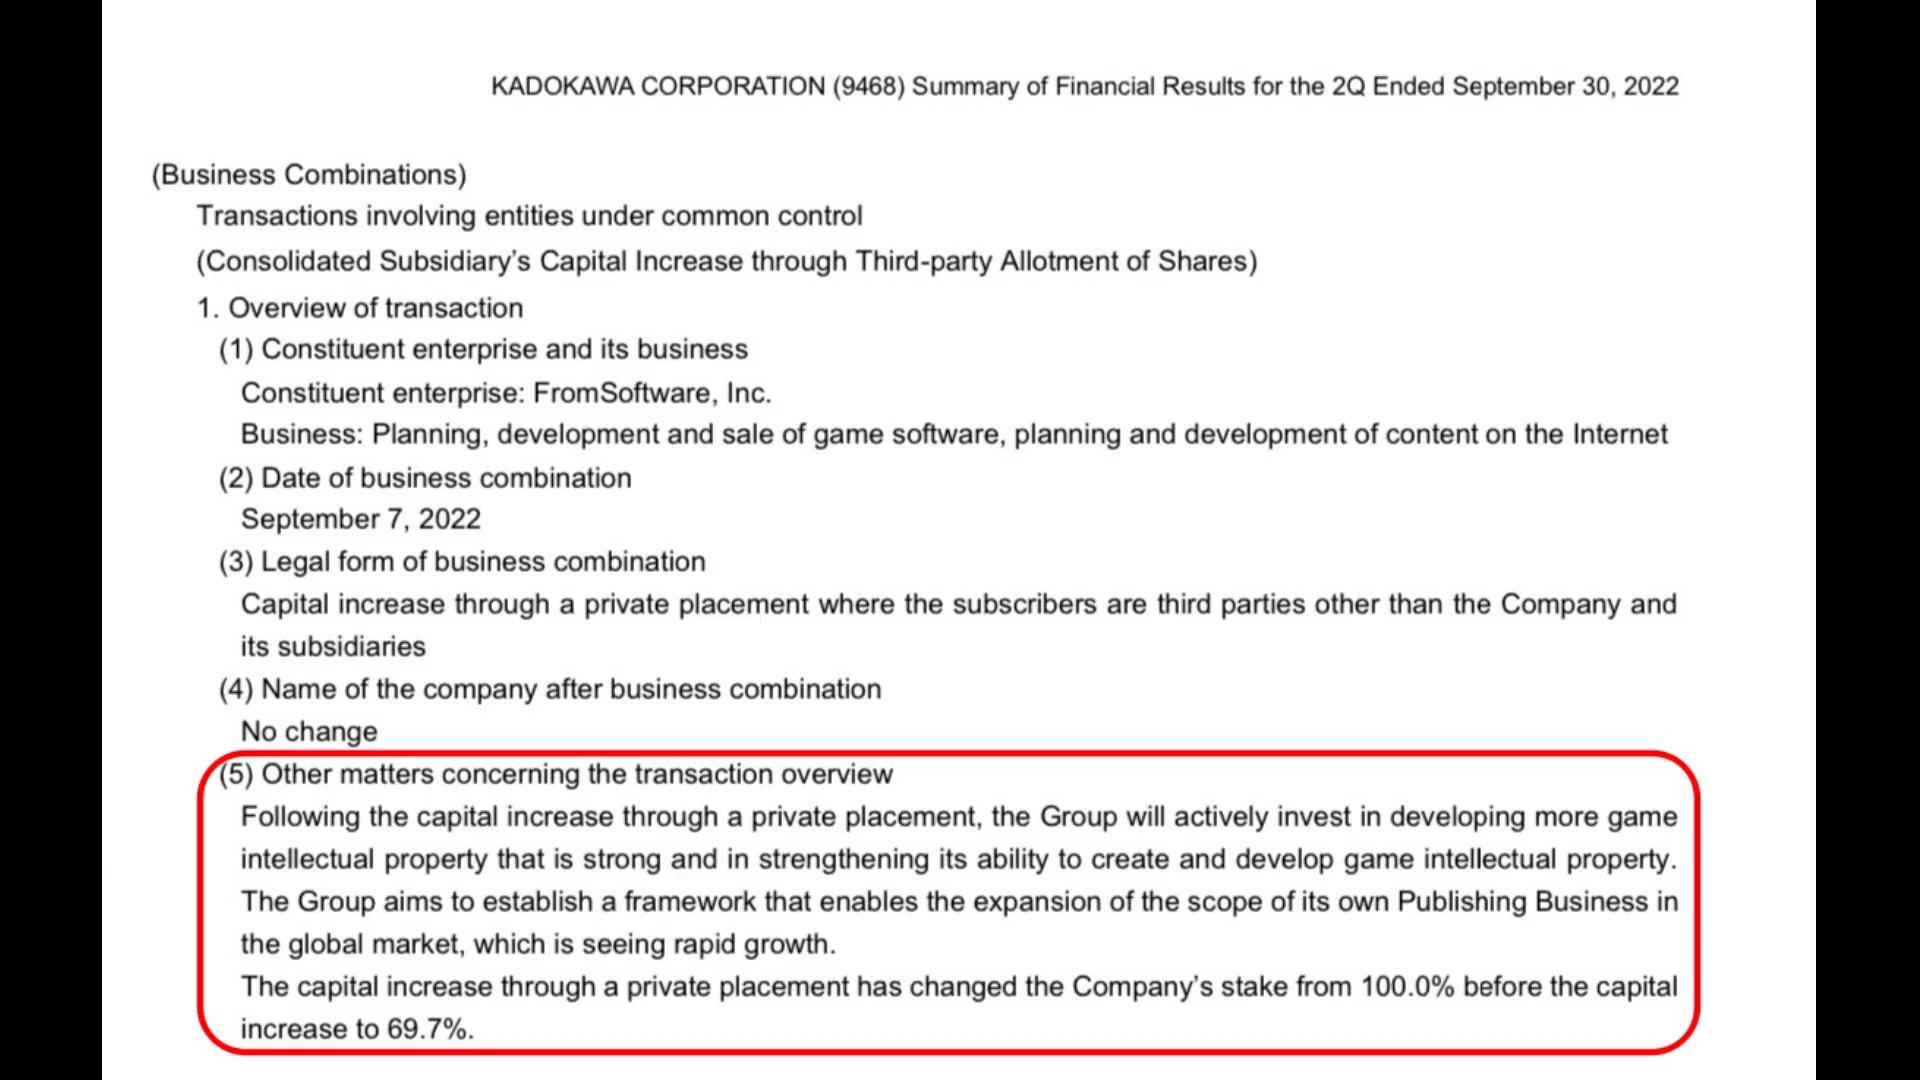 KADOKAWA CORPORATION (9468) Summary of Financial Results for the 2Q Ended September 30, 2022
(Business Combinations)
Transactions involving entities under common control
(Consolidated Subsidiary’s Capital Increase through Third-party Allotment of Shares)
1. Overview of transaction
(1) Constituent enterprise and its business
Constituent enterprise: FromSoftware, Inc.
Business: Planning, development and sale of game software, planning and development of content on the Internet
(2) Date of business combination
September 7, 2022
(3) Legal form of business combination
Capital increase through a private placement where the subscribers are third parties other than the Company and
its subsidiaries
(4) Name of the company after business combination
No change
(5) Other matters concerning the transaction overview
Following the capital increase through a private placement, the Group will actively invest in developing more game
intellectual property that is strong and in strengthening its ability to create and develop game intellectual property.
The Group aims to establish a framework that enables the expansion of the scope of its own Publishing Business in
the global market, which is seeing rapid growth.
The capital increase through a private placement has changed the Company’s stake from 100.0% before the capital
increase to 69.7%.